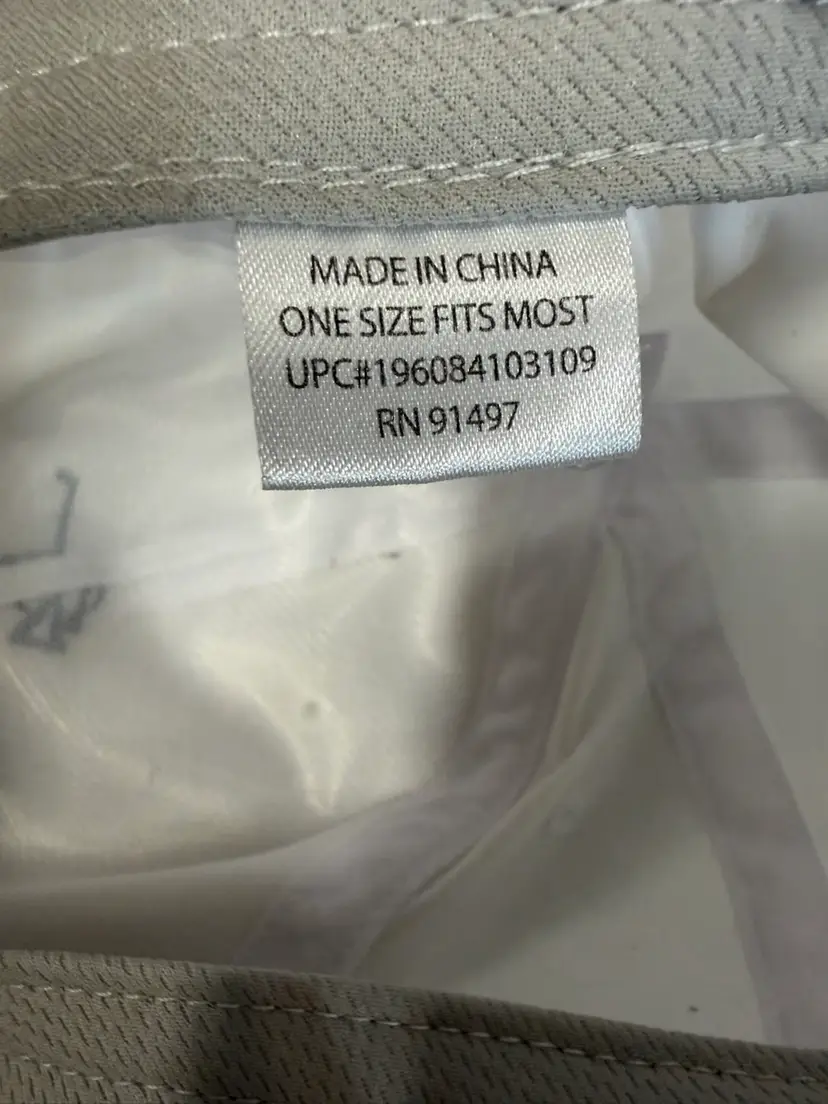 MADE IN CHINA
ONE SIZE FITS MOST
UPC#196084103109
RN 91497